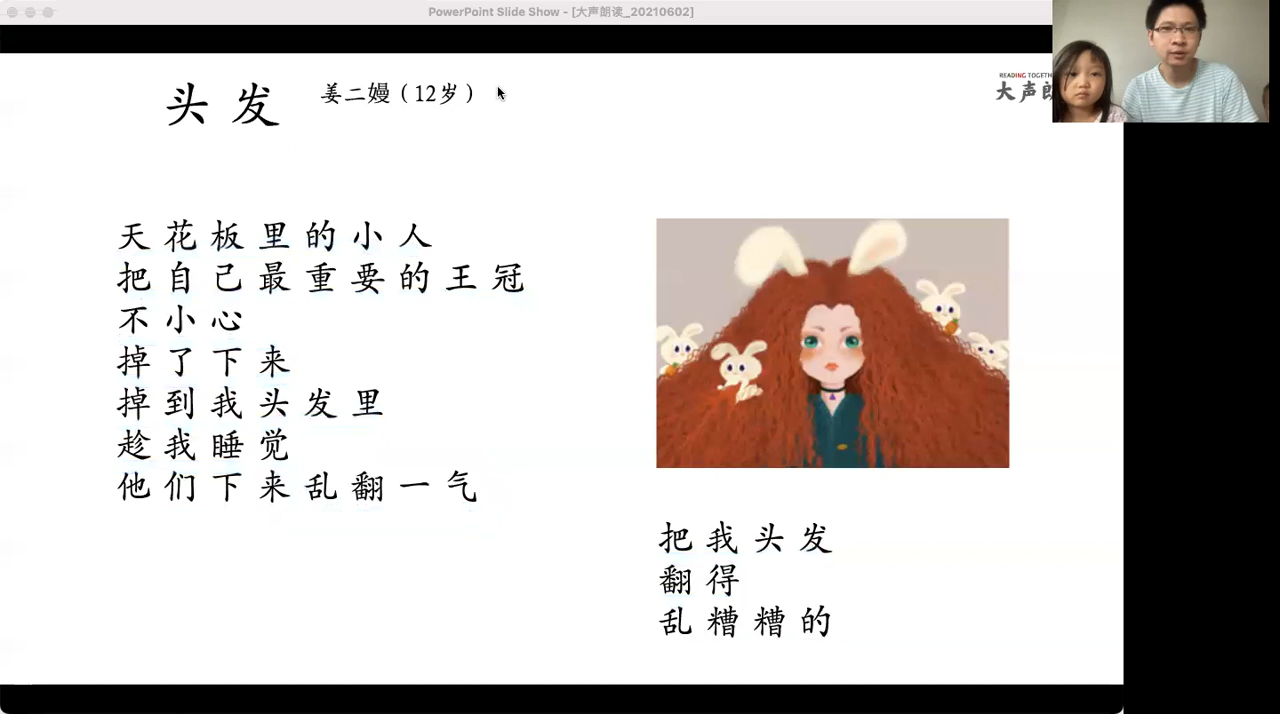 PowerPoint Slide Show - [大声朗读_20210602]
头发
姜二嫚（12岁）
READING TOGETH
大声朗
天花板里的小人
把自己最重要的王冠
不小心
掉了下来
掉到我头发里
趁我睡觉
他们下来乱翻一气
把我头发
翻得
乱糟糟的